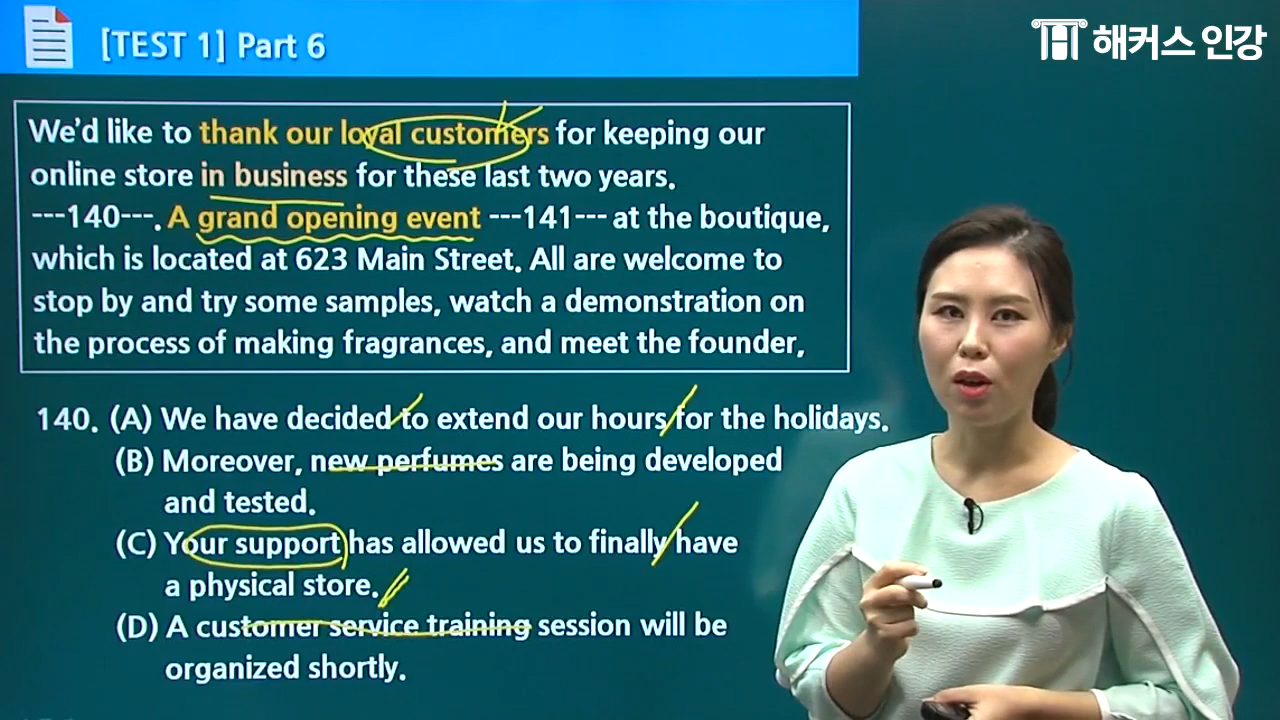 [TEST 1] Part 6
해커스 인강
We'd like to thank our loyal customers for keeping our
online store in business for these last two years.
---140---. A grand opening event ---141--- at the boutique,
which is located at 623 Main Street. All are welcome to
stop by and try some samples, watch a demonstration on
the process of making fragrances, and meet the founder,
140. (A) We have decided to extend our hours for the holidays.
(B) Moreover, new perfumes are being developed
and tested.
(C) Your support has allowed us to finally have
a physical store.
(D) A customer service training session will be
organized shortly.